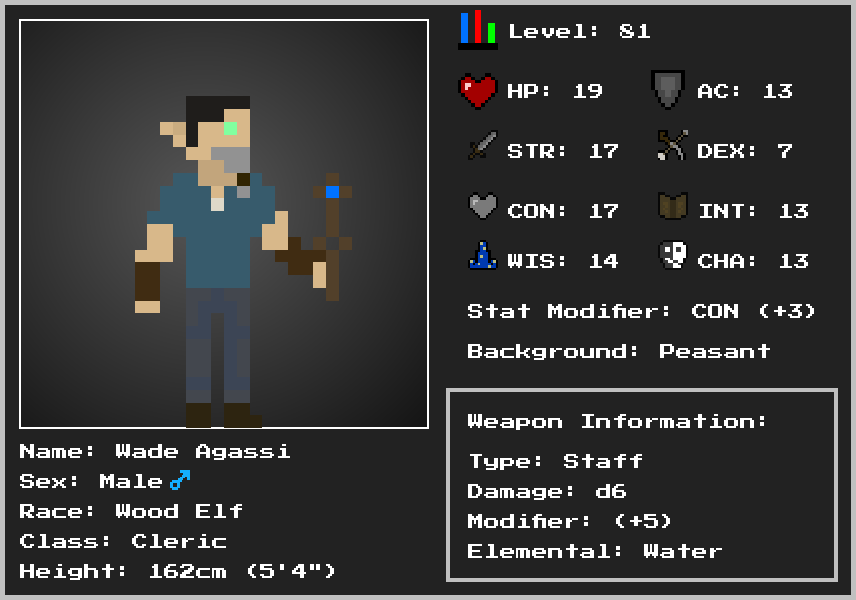 Level: 81
HP: 19 AC: 13
STR: 17 DEX: 7
CON: 17 INT: 13
WIS: 14 CHA: 13
Stat Modifier: CON (+3)
Background: Peasant
Weapon Information:
Type: Staff
Damage: d6
Modifier: (+5)
Elemental: Water
Name: Wade Agassi
Sex: Male ♂
Race: Wood Elf
Class: Cleric
Height: 162cm (5'4")